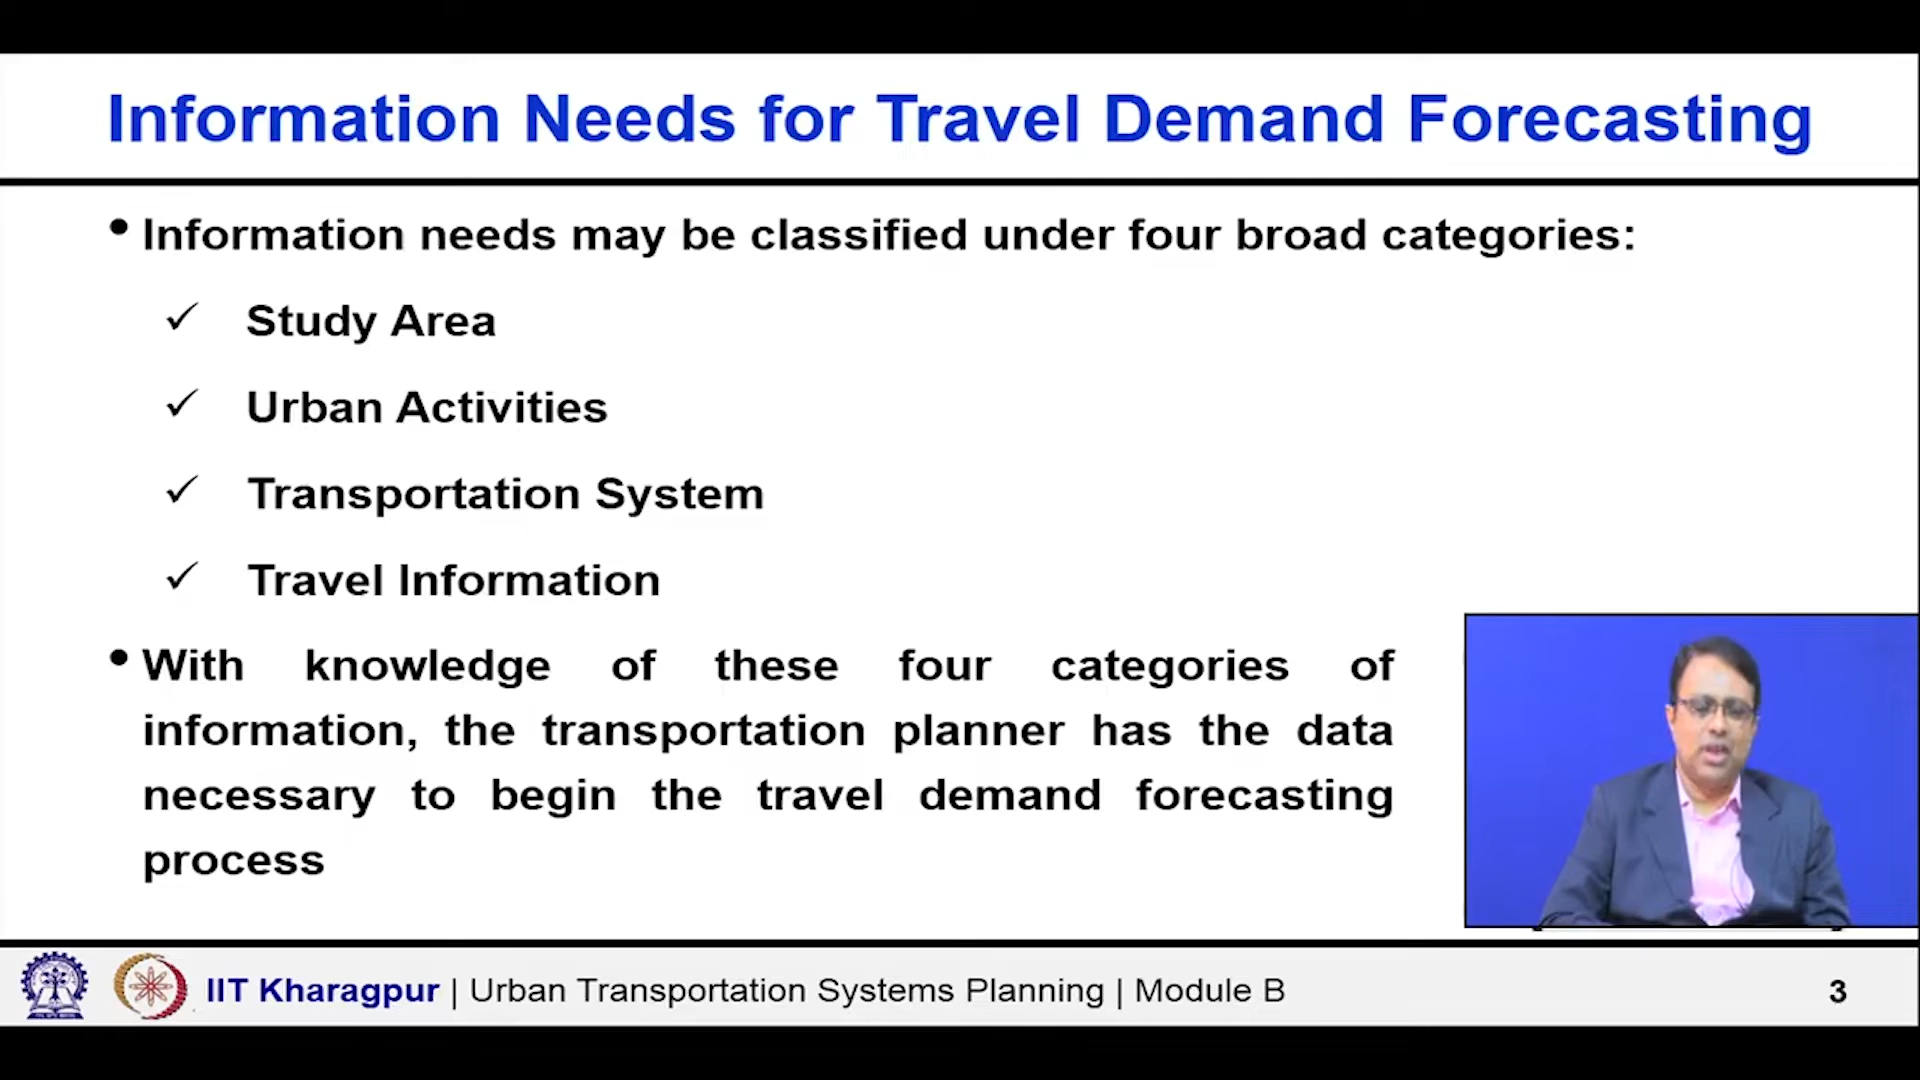 Information Needs for Travel Demand Forecasting
• Information needs may be classified under four broad categories:
✓ Study Area
✓ Urban Activities
✓ Transportation System
✓ Travel Information
• With knowledge of these four categories of
information, the transportation planner has the data
necessary to begin the travel demand forecasting
process
IIT Kharagpur | Urban Transportation Systems Planning | Module B
3